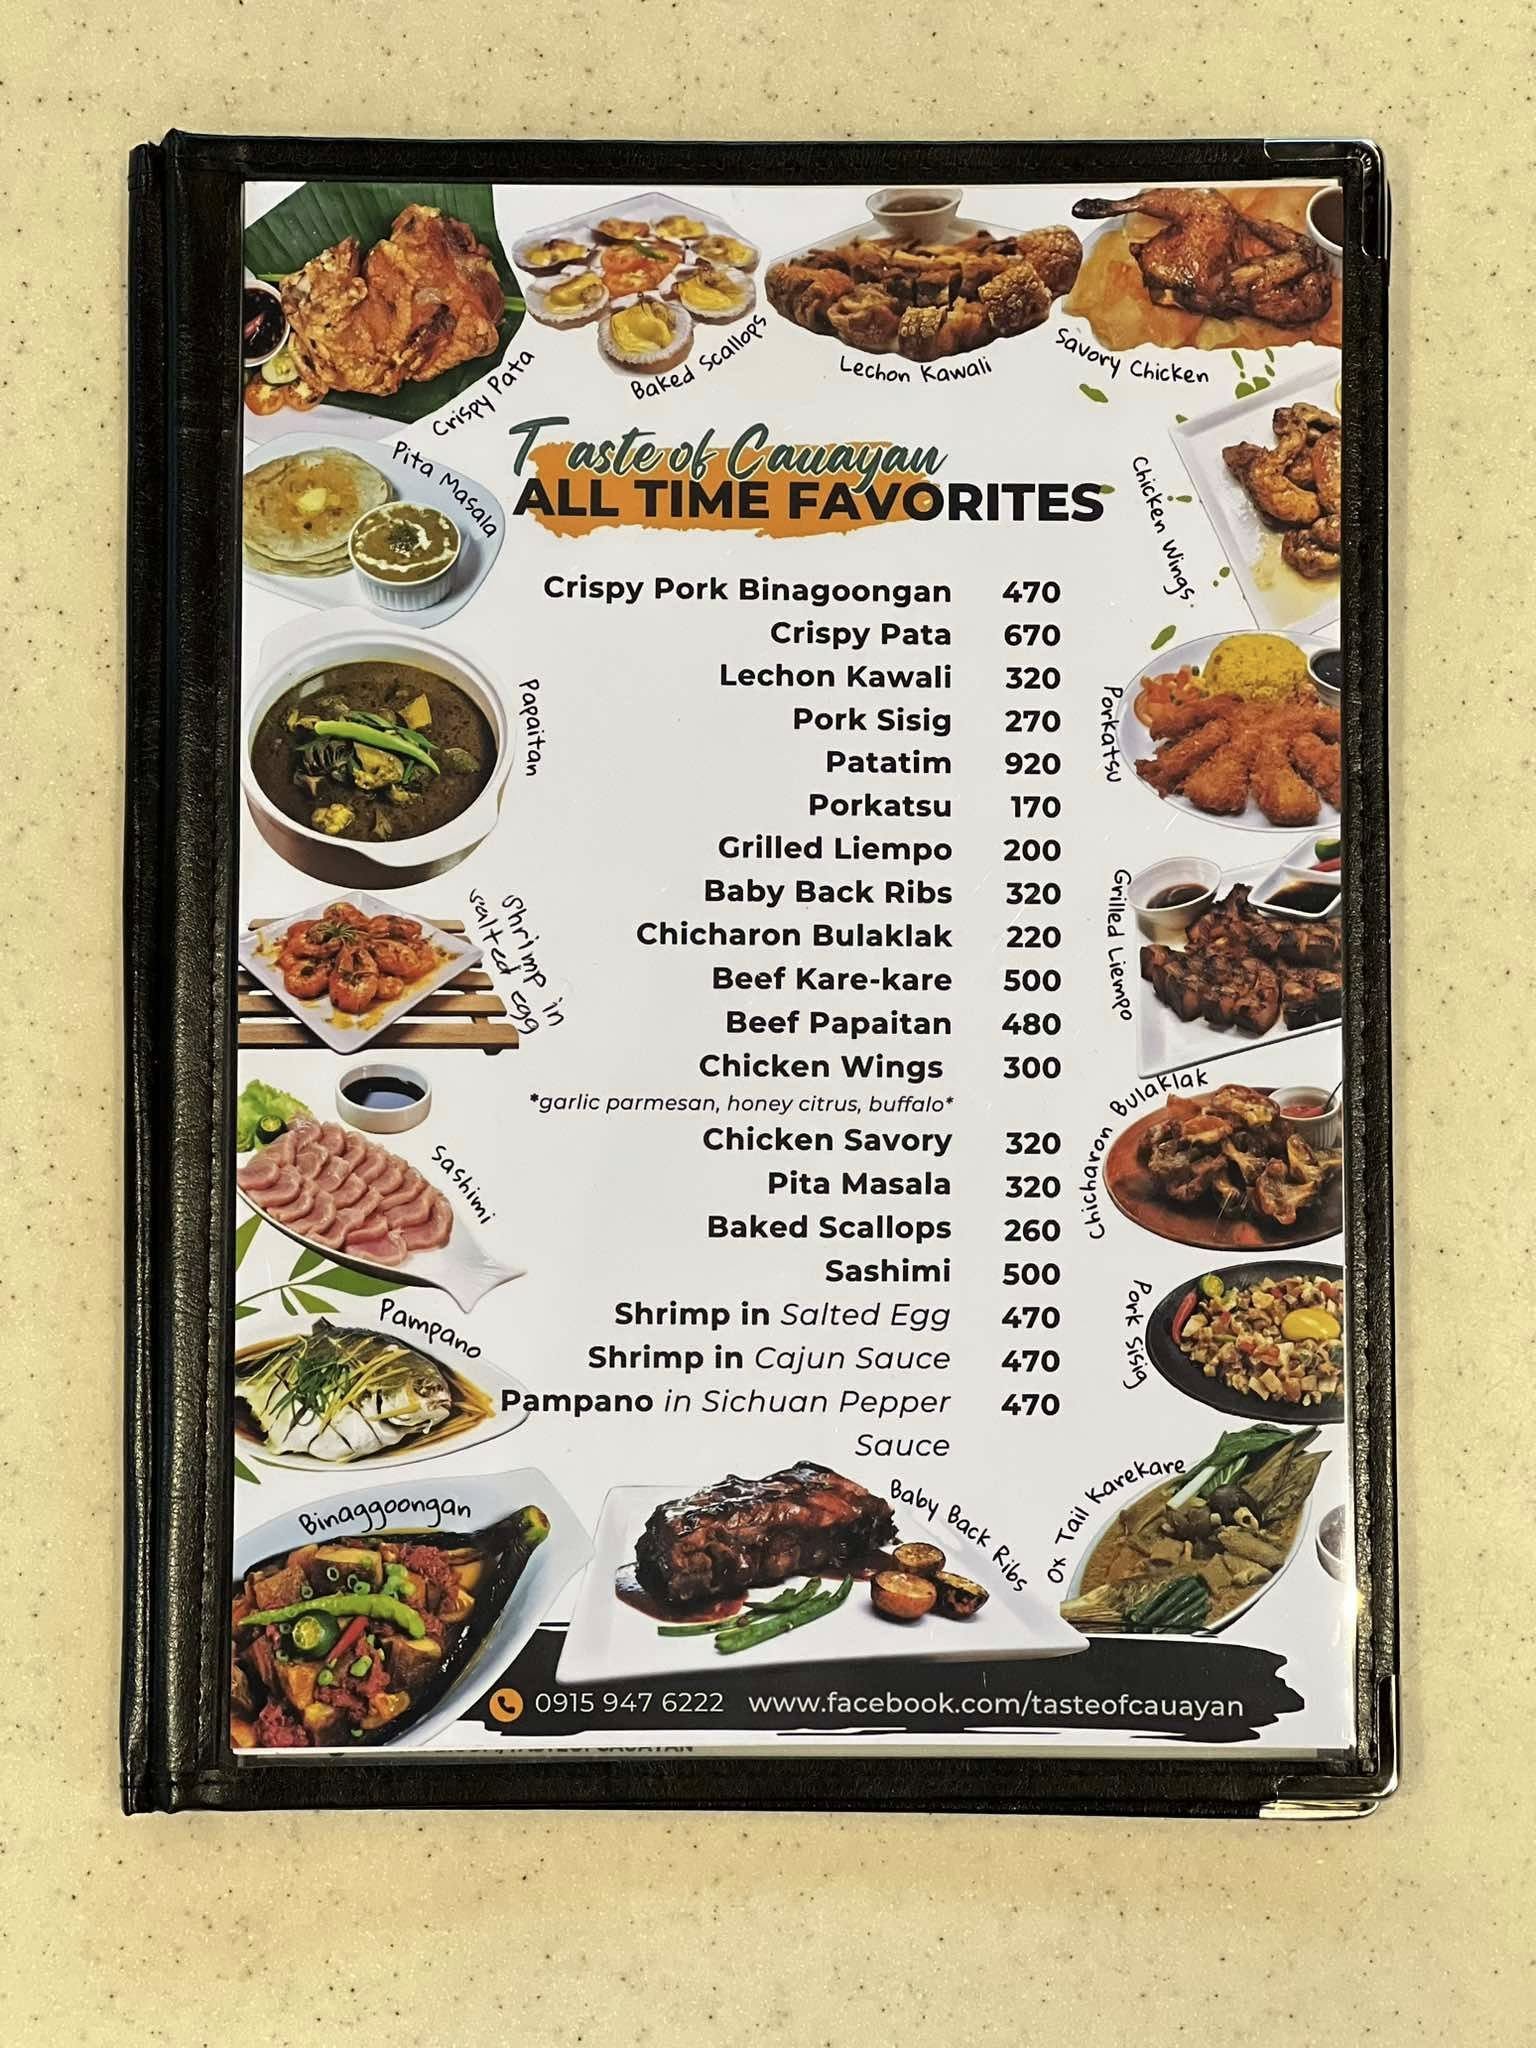 Crispy Pata
Baked Scallops
Lechon Kawali
Savory Chicken
Pita Masala
Taste of Cauayan
ALL TIME FAVORITES
Chicken Wings
Crispy Pork Binagoongan 470
Crispy Pata 670
Lechon Kawali 320
Pork Sisig 270
Patatim 920
Porkatsu 170
Grilled Liempo 200
Baby Back Ribs 320
Chicharon Bulaklak 220
Beef Kare-kare 500
Beef Papaitan 480
Chicken Wings 300
*garlic parmesan, honey citrus, buffalo*
Chicken Savory 320
Pita Masala 320
Baked Scallops 260
Sashimi 500
Shrimp in Salted Egg 470
Shrimp in Cajun Sauce 470
Pampano in Sichuan Pepper 470
Sauce
Papaitan
Shrimp in
Salted Egg
Sashimi
Pampano
Binaggoongan
Porkatsu
Grilled Liempo
Chicharon Bulaklak
Pork Sisig
Ox Tail Karekare
Baby Back Ribs
0915 947 6222 www.facebook.com/tasteofcauayan